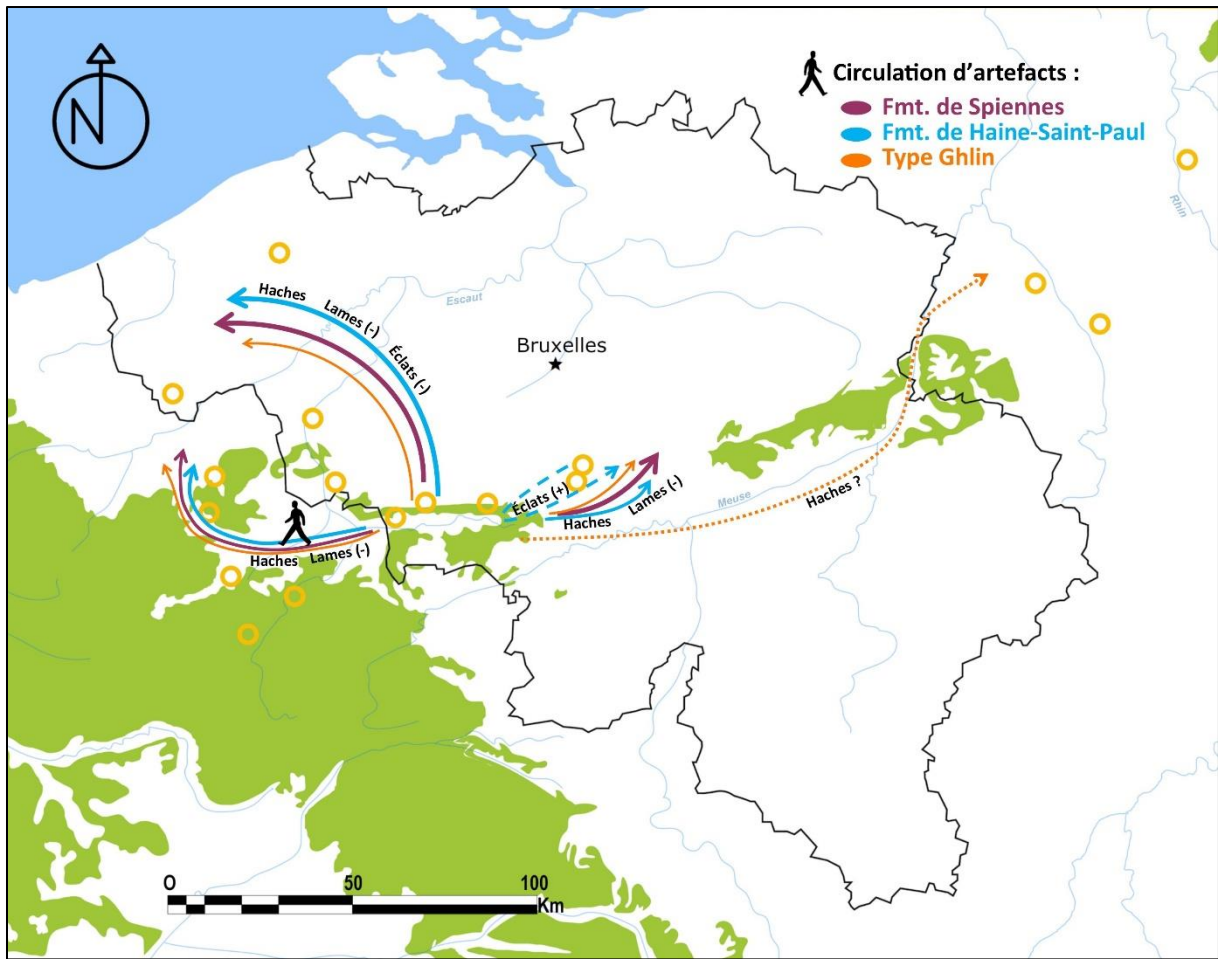 N
Circulation d'artefacts :
Fmt. de Spiennes
Fmt. de Haine-Saint-Paul
Type Ghlin
Rhin
Haches Lames (-) Éclats (-)
Escaut
Bruxelles
Éclats (+)
Haches Lames (-)
Meuse
Haches ?
Haches Lames (-)
0 50 100
Km